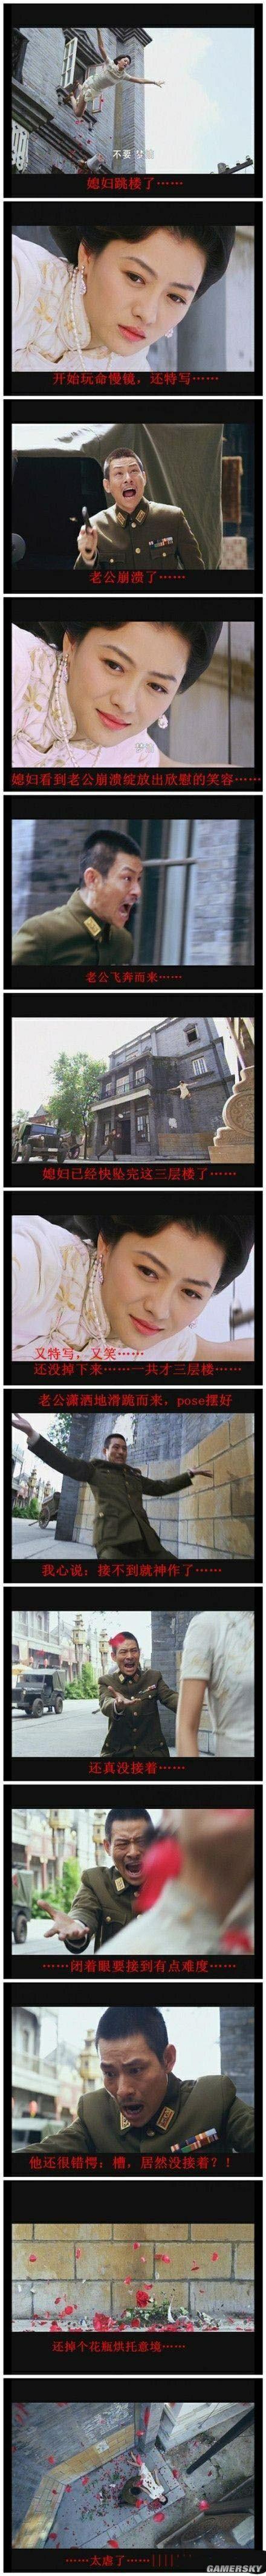 不要 梦
媳妇跳楼了……
开始玩命慢镜，还特写……
老公崩溃了……
媳妇看到老公崩溃绽放出欣慰的笑容……
老公飞奔而来……
媳妇已经快坠完这三层楼了……
又特写，又笑……
还没掉下来……一共才三层楼……
老公潇洒地滑跪而来，pose摆好
我心说：接不到就神作了……
还真没接着……
……闭着眼要接到有点难度……
他还很错愕：槽，居然没接着？！
还掉个花瓶烘托意境……
……太虐了……||||```
GAMERSKY